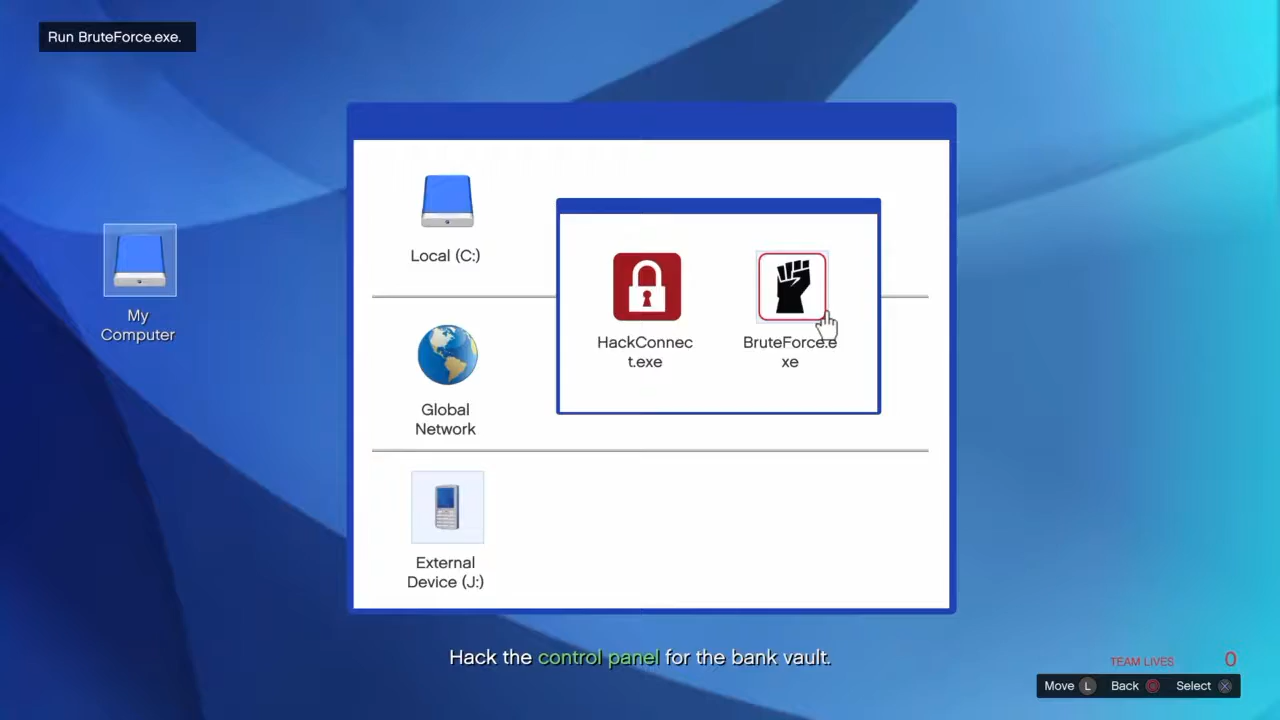 Run BruteForce.exe.
Local (C:)
HackConnec
t.exe
BruteForce.e
xe
My
Computer
Global
Network
External
Device (J:)
Hack the control panel for the bank vault.
TEAM LIVES 0
Move L Back Select